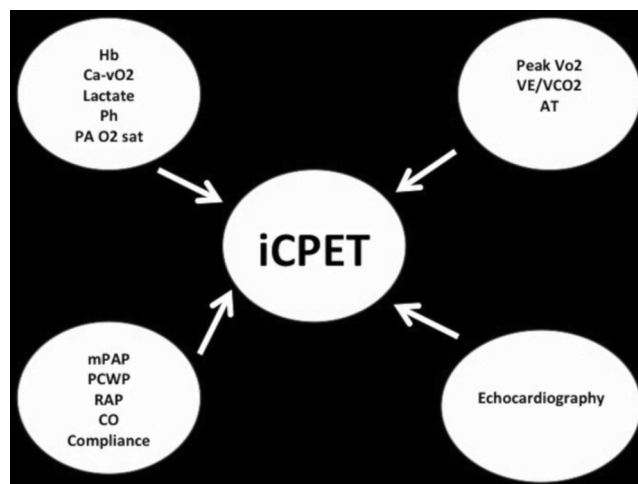 Hb
Ca-vO2
Lactate
Ph
PA O2 sat
Peak Vo2
VE/VCO2
AT
iCPET
mPAP
PCWP
RAP
CO
Compliance
Echocardiography